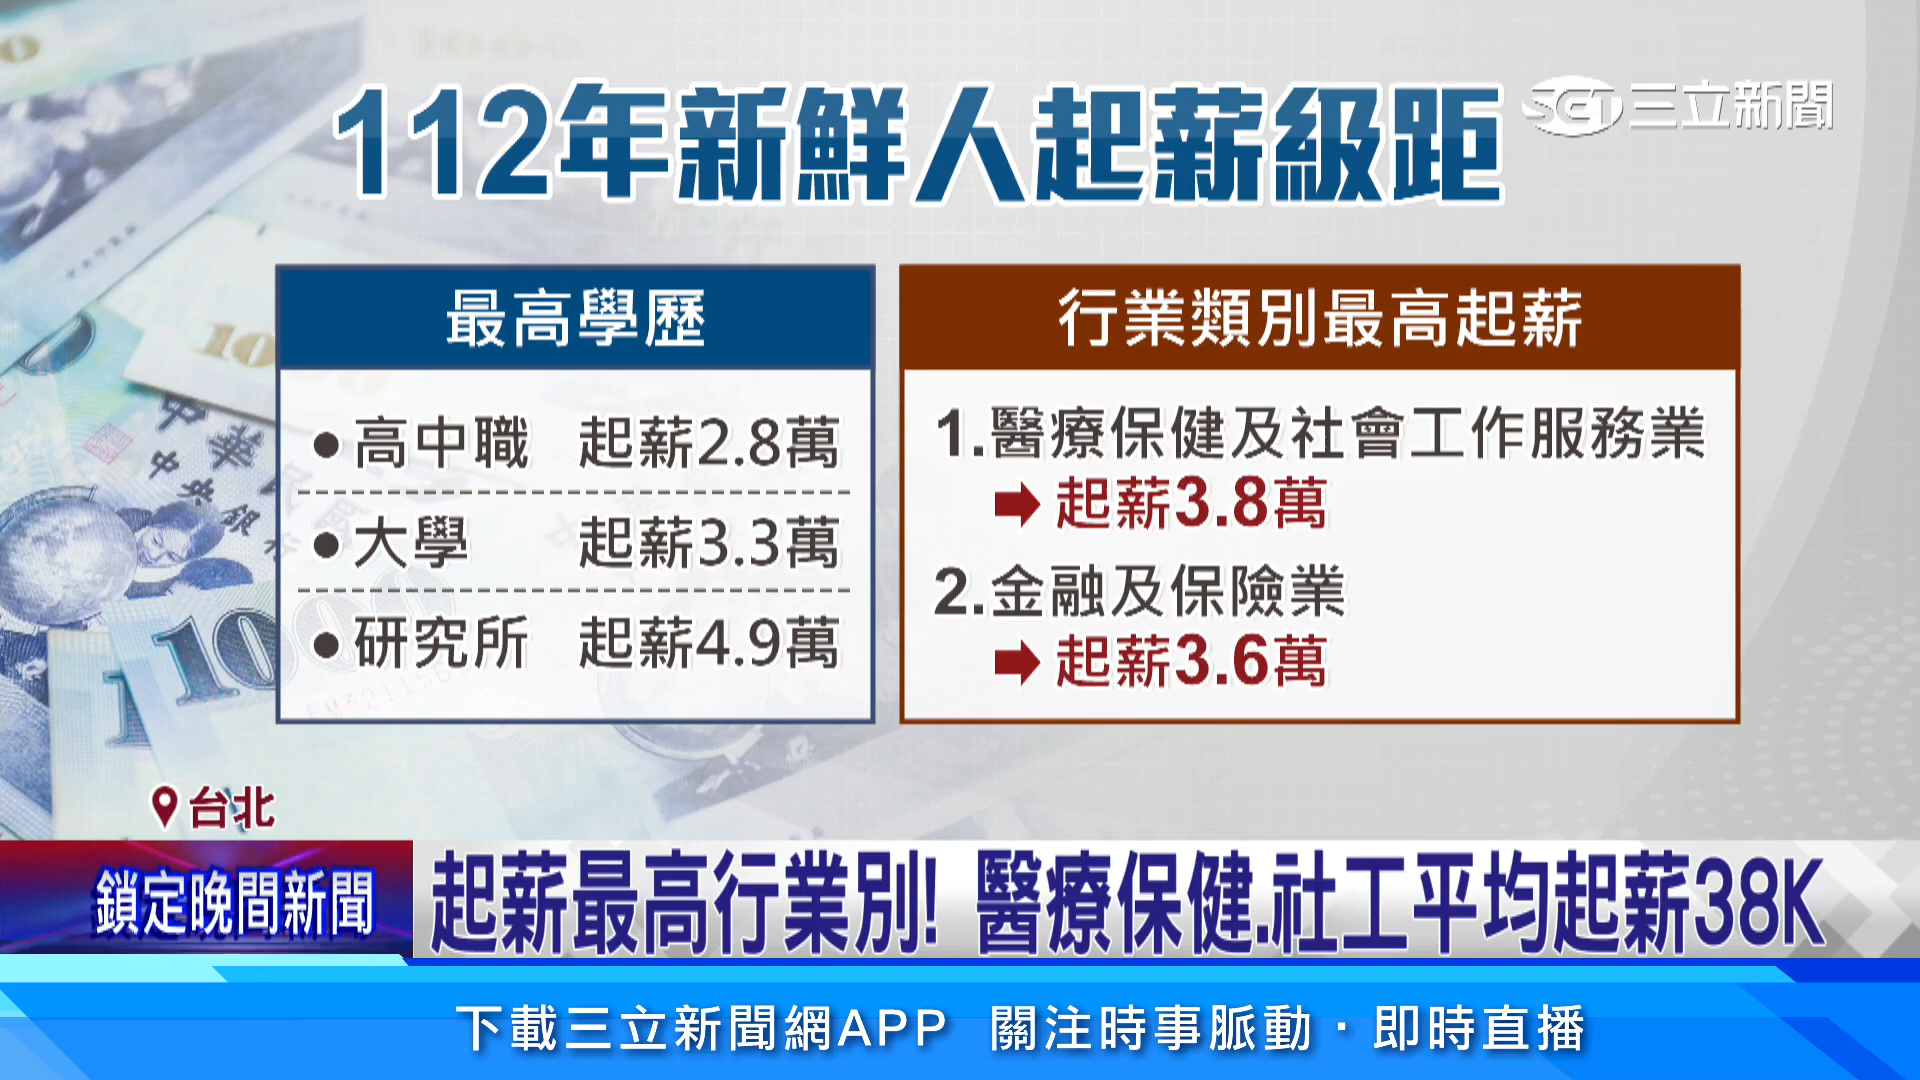 112年新鮮人起薪級距
SET三立新聞
最高學歷
●高中職 起薪2.8萬
●大學 起薪3.3萬
●研究所 起薪4.9萬
行業類別最高起薪
1.醫療保健及社會工作服務業
➡起薪3.8萬
2.金融及保險業
➡起薪3.6萬
台北
鎖定晚間新聞
起薪最高行業別! 醫療保健.社工平均起薪38K
下載三立新聞網APP 關注時事脈動·即時直播